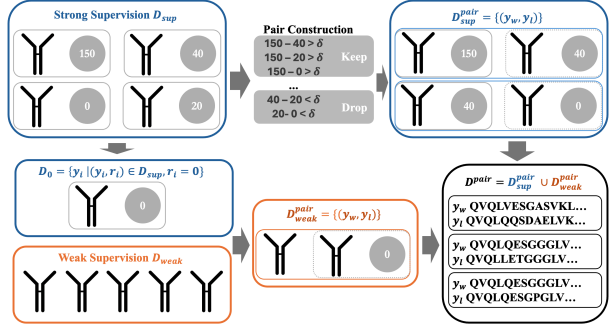 Strong Supervision D_sup
150
40
0
20
Pair Construction
150 – 40 > δ
150 – 20 > δ
150 – 0 > δ
Keep
...
40 – 20 < δ
20- 0 < δ
Drop
D_sup^pair = {(y_w, y_l)}
150
40
40
0
D_0 = {y_i |(y_i, r_i) ∈ D_sup, r_i = 0}
0
Weak Supervision D_weak
D_weak^pair = {(y_w, y_l)}
0
D^pair = D_sup^pair ∪ D_weak^pair
y_w QVQLVESGASVKL...
y_l QVQLQQSDAELVK...
y_w QVQLQESGGGLV...
y_l QVQLLETGGGLV...
y_w QVQLQESGGGLV...
y_l QVQLQESGPGLV...